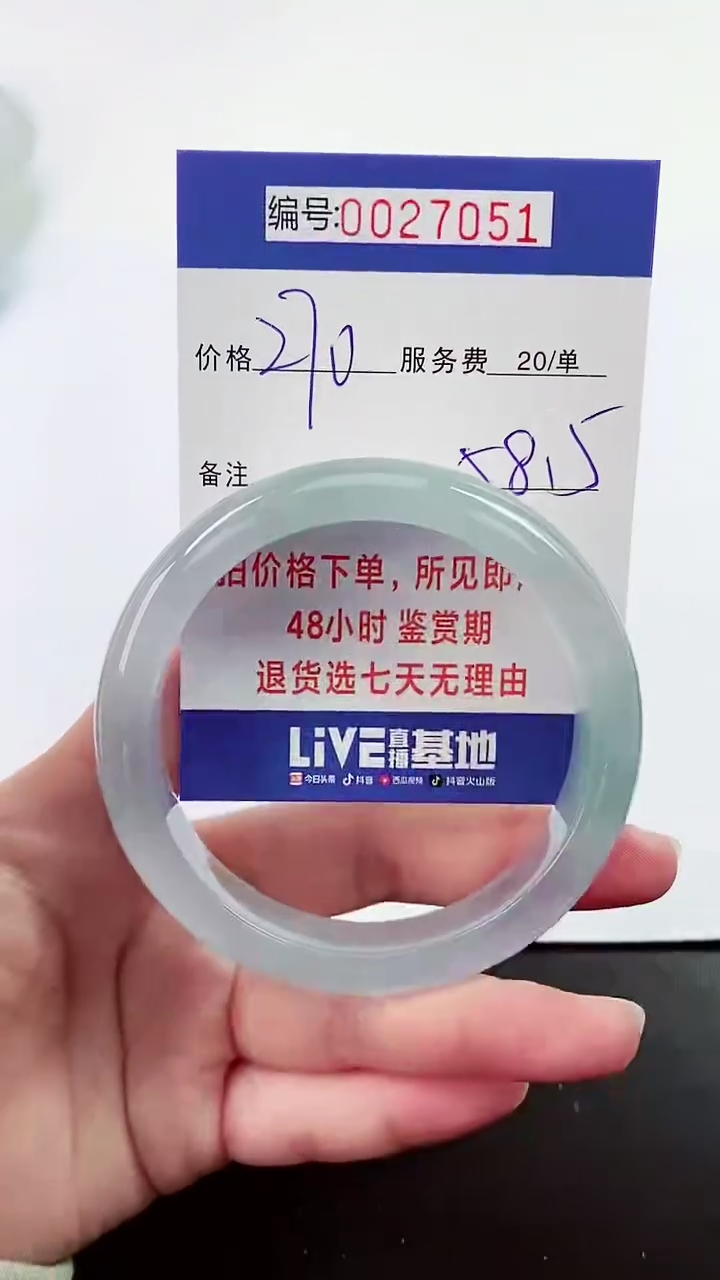 编号:0027051
价格 270 服务费 20/单
备注 58.5
拍价格下单，所见即
48小时 鉴赏期
退货选七天无理由
LiVE直播基地
今日头条 抖音 西瓜视频 抖音火山版